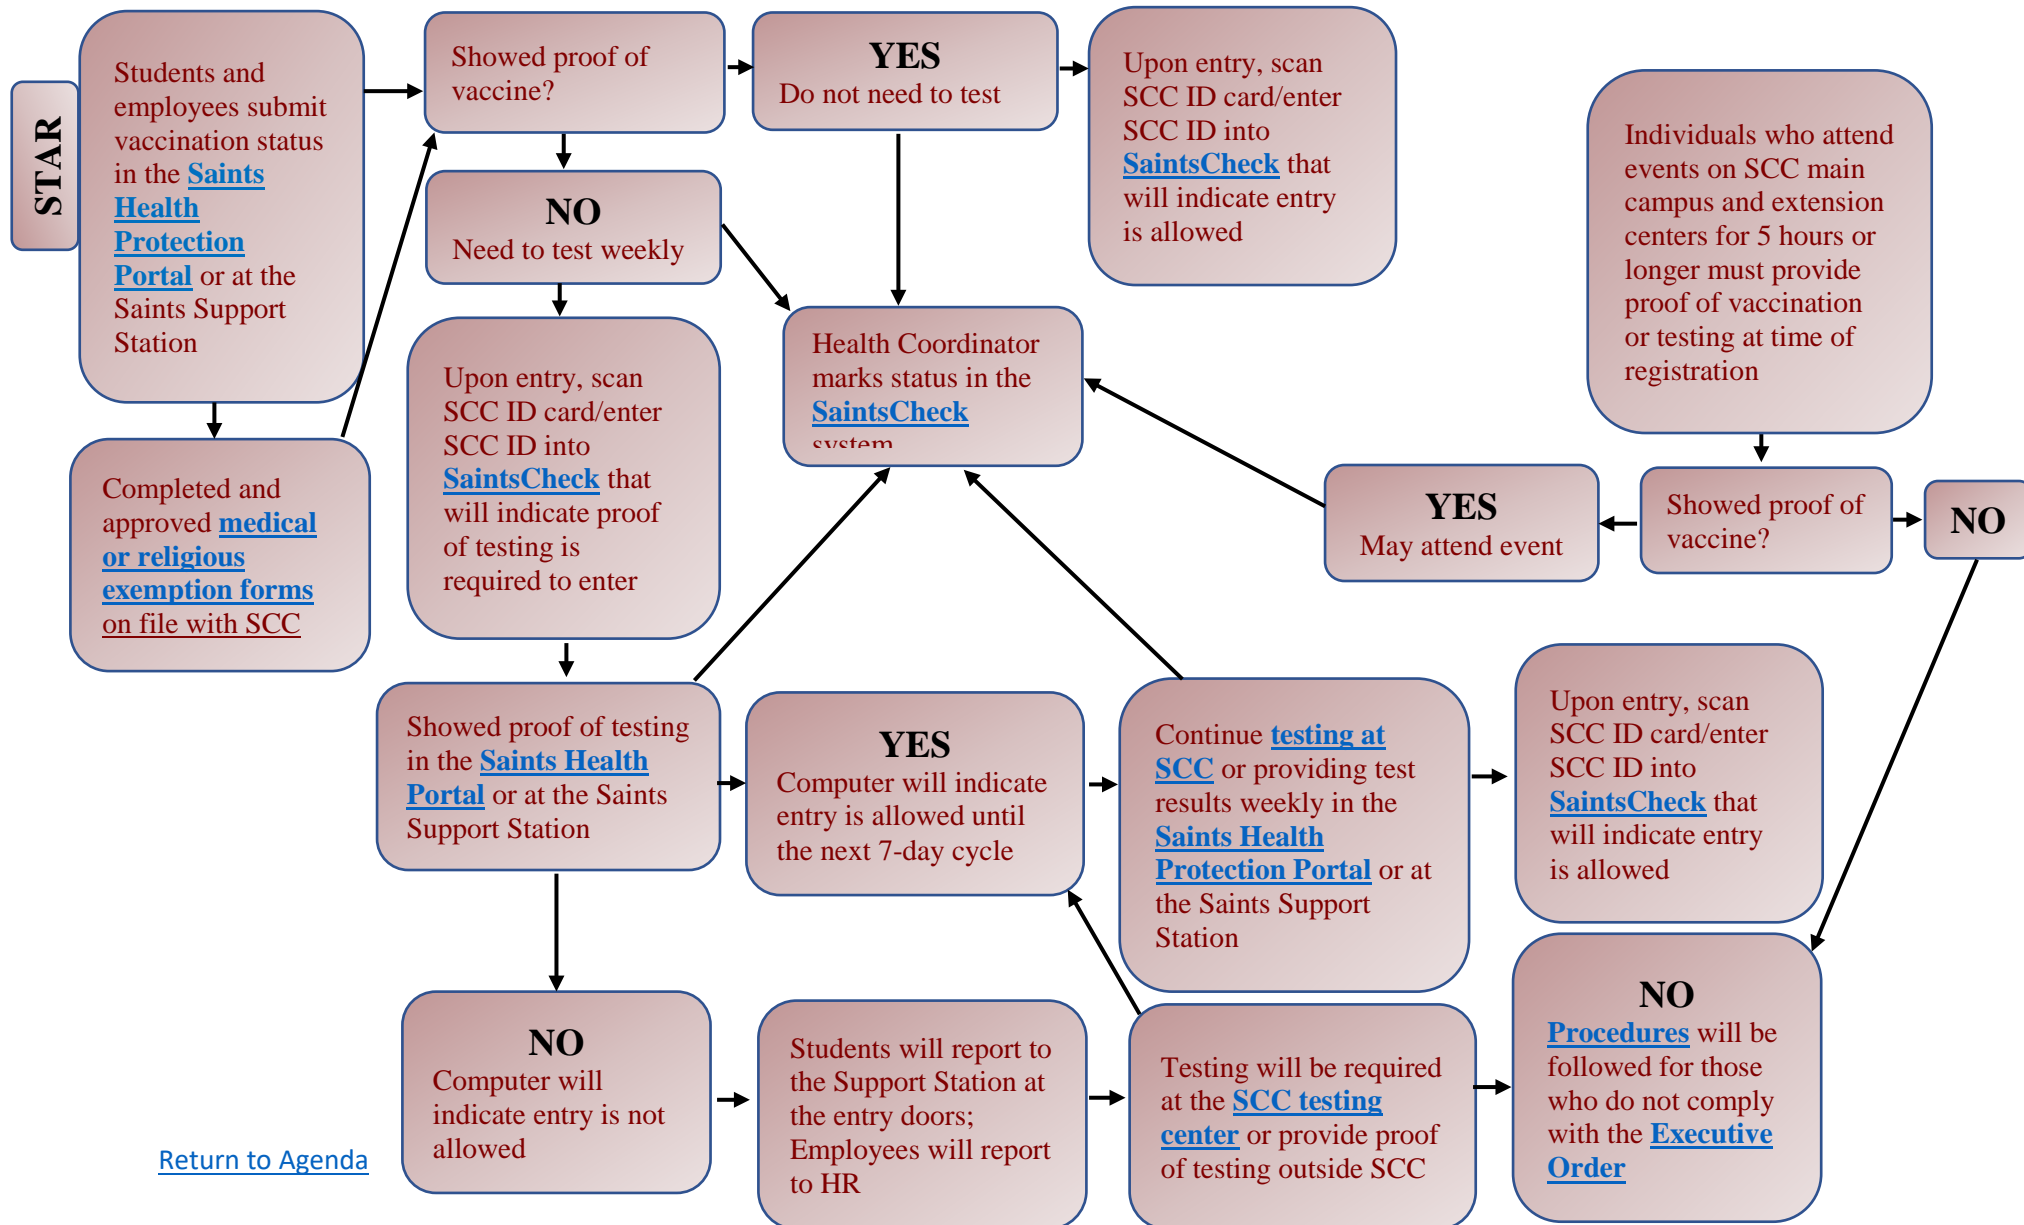 STAR
Students and
employees submit
vaccination status
in the Saints
Health
Protection
Portal or at the
Saints Support
Station
Showed proof of
vaccine?
YES
Do not need to test
Upon entry, scan
SCC ID card/enter
SCC ID into
SaintsCheck that
will indicate entry
is allowed
Individuals who attend
events on SCC main
campus and extension
centers for 5 hours or
longer must provide
proof of vaccination
or testing at time of
registration
NO
Need to test weekly
Health Coordinator
marks status in the
SaintsCheck
system
Upon entry, scan
SCC ID card/enter
SCC ID into
SaintsCheck that
will indicate proof
of testing is
required to enter
Completed and
approved medical
or religious
exemption forms
on file with SCC
YES
May attend event
Showed proof of
vaccine?
NO
Showed proof of testing
in the Saints Health
Portal or at the Saints
Support Station
YES
Computer will indicate
entry is allowed until
the next 7-day cycle
Continue testing at
SCC or providing test
results weekly in the
Saints Health
Protection Portal or at
the Saints Support
Station
Upon entry, scan
SCC ID card/enter
SCC ID into
SaintsCheck that
will indicate entry
is allowed
NO
Computer will
indicate entry is not
allowed
Students will report to
the Support Station at
the entry doors;
Employees will report
to HR
Testing will be required
at the SCC testing
center or provide proof
of testing outside SCC
NO
Procedures will be
followed for those
who do not comply
with the Executive
Order
Return to Agenda